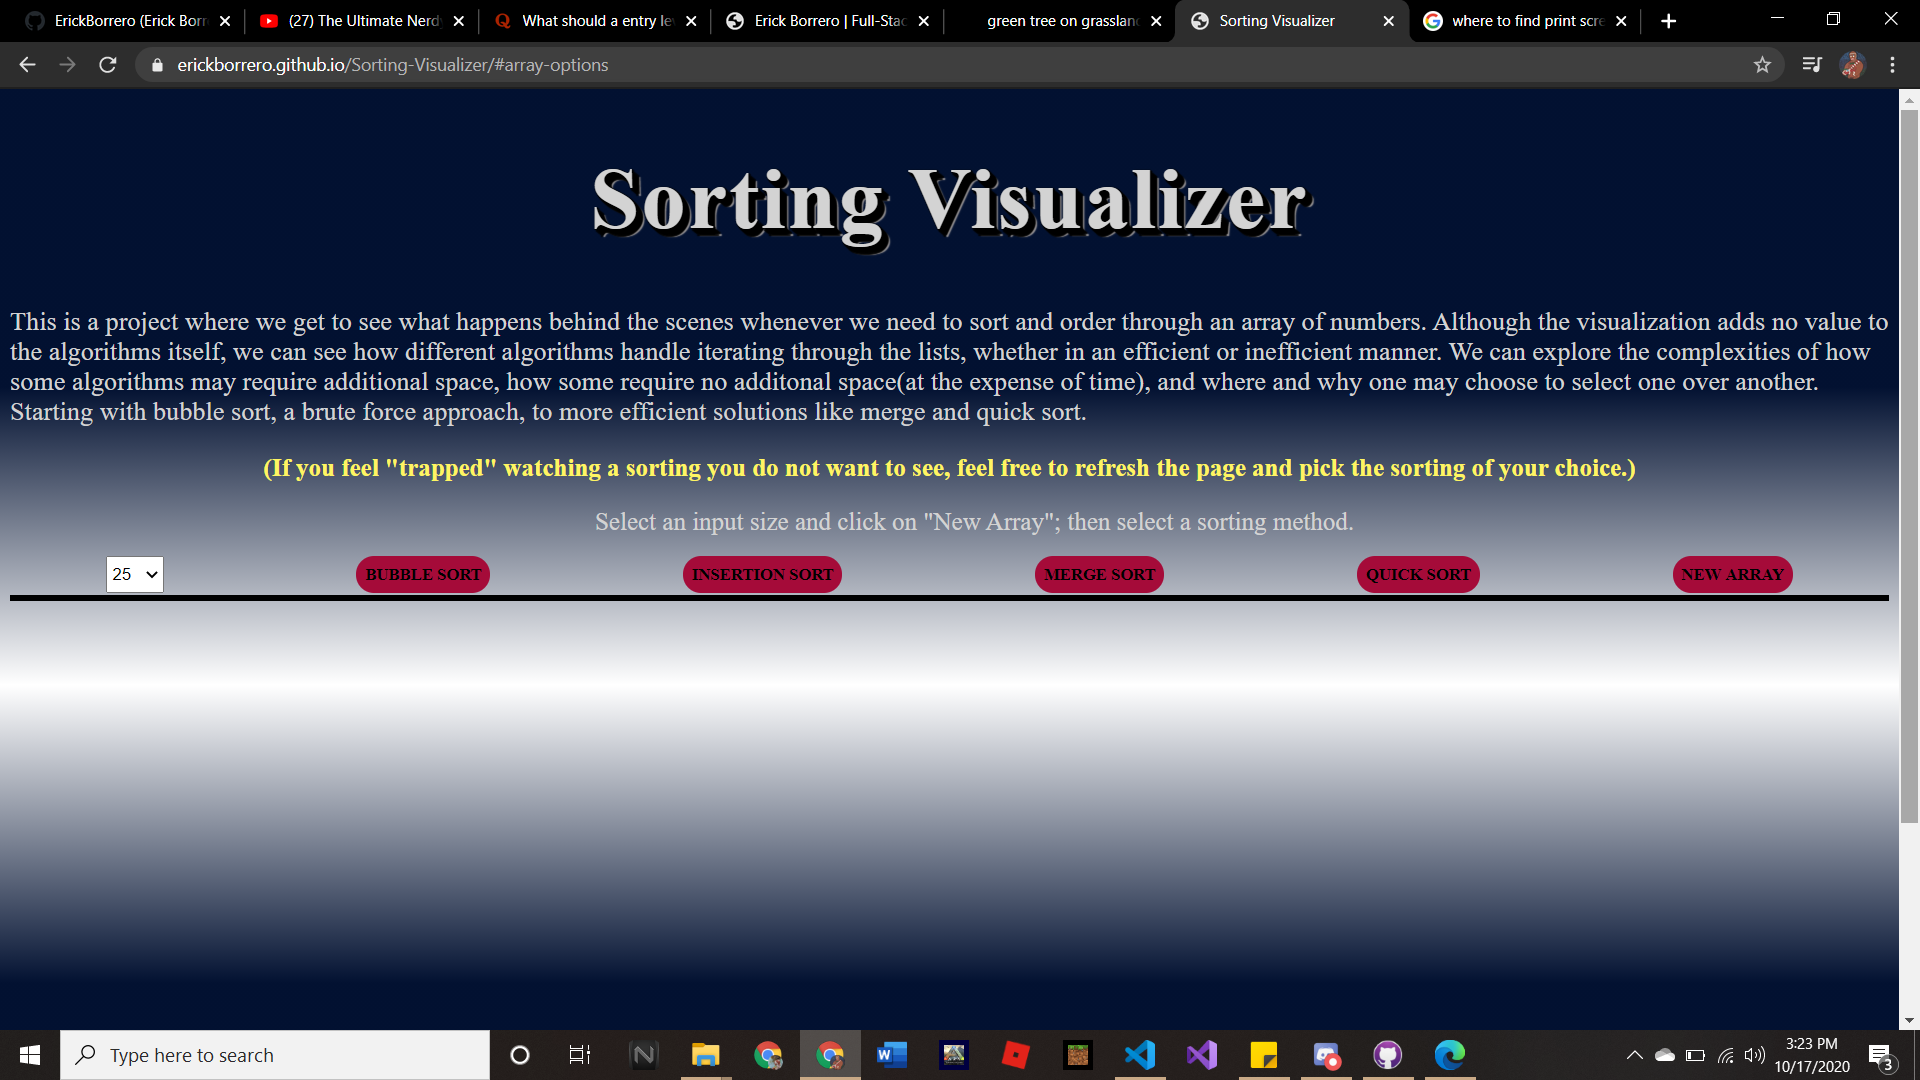 ErickBorrero (Erick Borr
(27) The Ultimate Nerdy
What should a entry le
Erick Borrero | Full-Stac
green tree on grassland
Sorting Visualizer
where to find print scre
erickborrero.github.io/Sorting-Visualizer/#array-options
Sorting Visualizer
This is a project where we get to see what happens behind the scenes whenever we need to sort and order through an array of numbers. Although the visualization adds no value to
the algorithms itself, we can see how different algorithms handle iterating through the lists, whether in an efficient or inefficient manner. We can explore the complexities of how
some algorithms may require additional space, how some require no additonal space(at the expense of time), and where and why one may choose to select one over another.
Starting with bubble sort, a brute force approach, to more efficient solutions like merge and quick sort.
(If you feel "trapped" watching a sorting you do not want to see, feel free to refresh the page and pick the sorting of your choice.)
Select an input size and click on "New Array"; then select a sorting method.
25 BUBBLE SORT INSERTION SORT MERGE SORT QUICK SORT NEW ARRAY
Type here to search
3:23 PM
10/17/2020
3